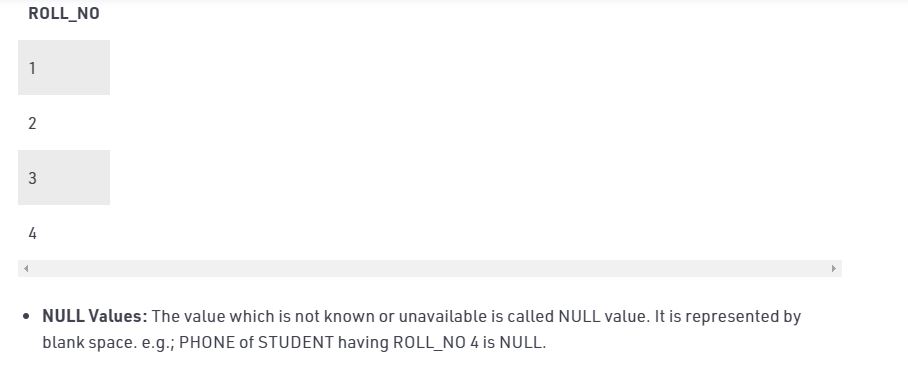 ROLL_NO
1
2
3
4
• NULL Values: The value which is not known or unavailable is called NULL value. It is represented by
blank space. e.g.; PHONE of STUDENT having ROLL_NO 4 is NULL.